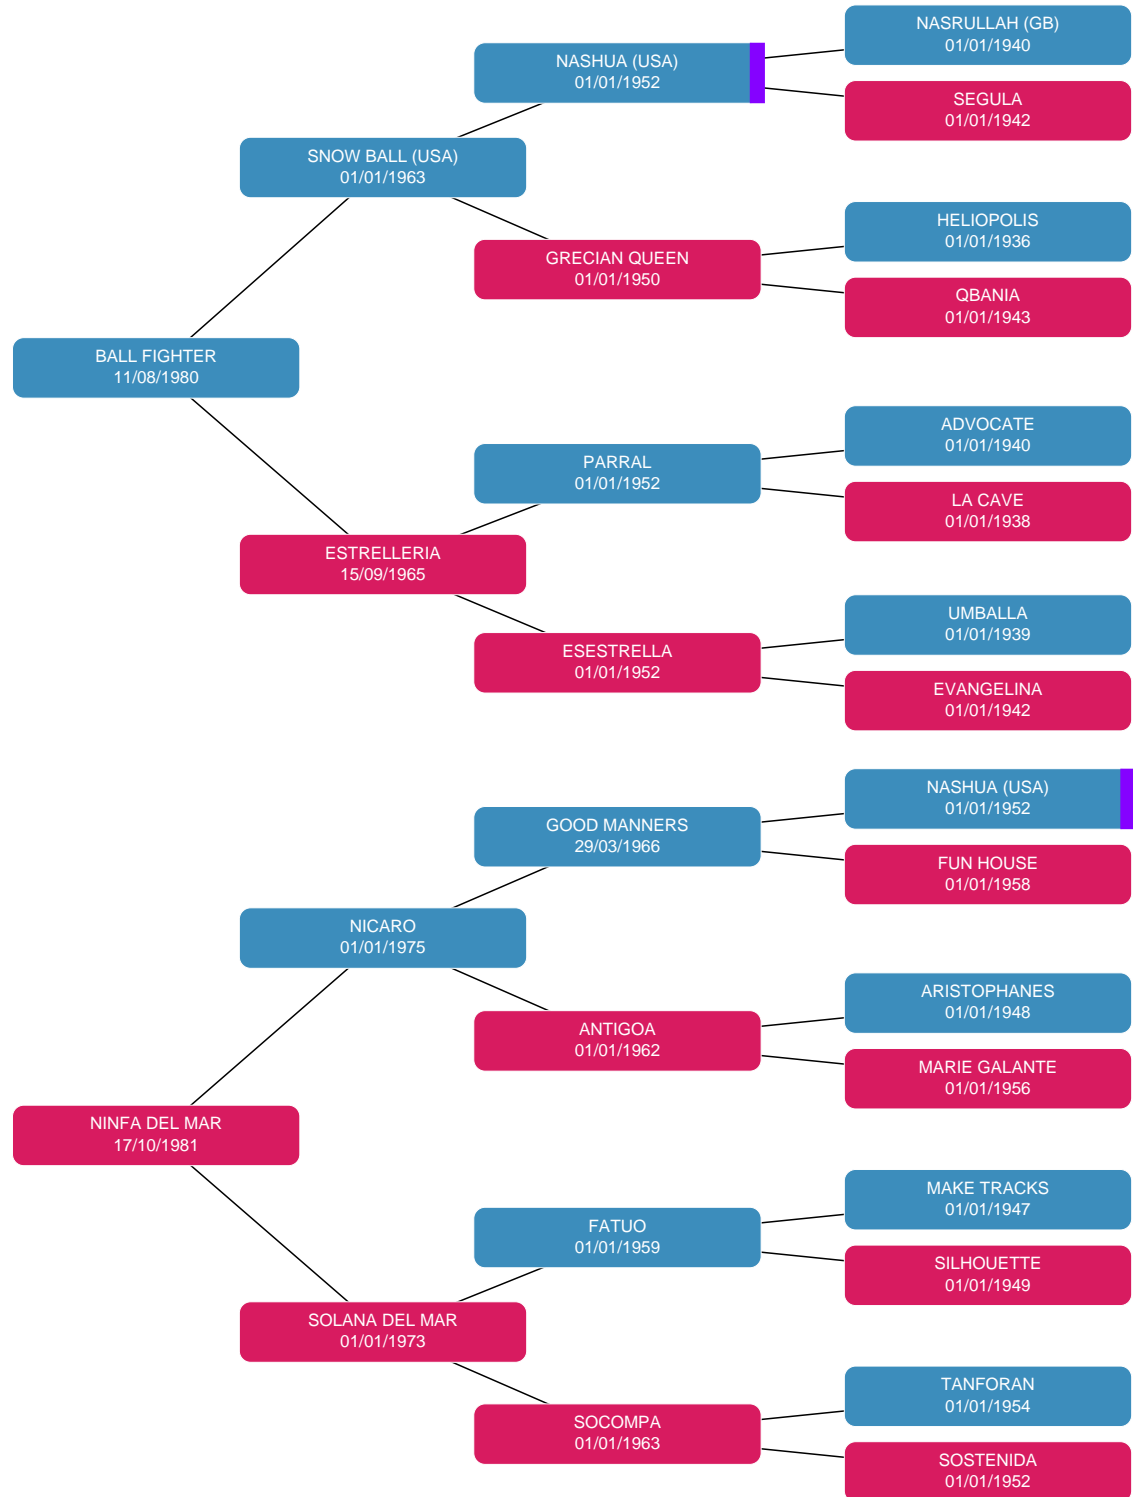 NASRULLAH (GB)
01/01/1940
NASHUA (USA)
01/01/1952
SEGULA
01/01/1942
SNOW BALL (USA)
01/01/1963
HELIOPOLIS
01/01/1936
GRECIAN QUEEN
01/01/1950
QBANIA
01/01/1943
BALL FIGHTER
11/08/1980
ADVOCATE
01/01/1940
PARRAL
01/01/1952
LA CAVE
01/01/1938
ESTRELLERIA
15/09/1965
UMBALLA
01/01/1939
ESESTRELLA
01/01/1952
EVANGELINA
01/01/1942
NASHUA (USA)
01/01/1952
GOOD MANNERS
29/03/1966
FUN HOUSE
01/01/1958
NICARO
01/01/1975
ARISTOPHANES
01/01/1948
ANTIGOA
01/01/1962
MARIE GALANTE
01/01/1956
NINFA DEL MAR
17/10/1981
MAKE TRACKS
01/01/1947
FATUO
01/01/1959
SILHOUETTE
01/01/1949
SOLANA DEL MAR
01/01/1973
TANFORAN
01/01/1954
SOCOMPA
01/01/1963
SOSTENIDA
01/01/1952